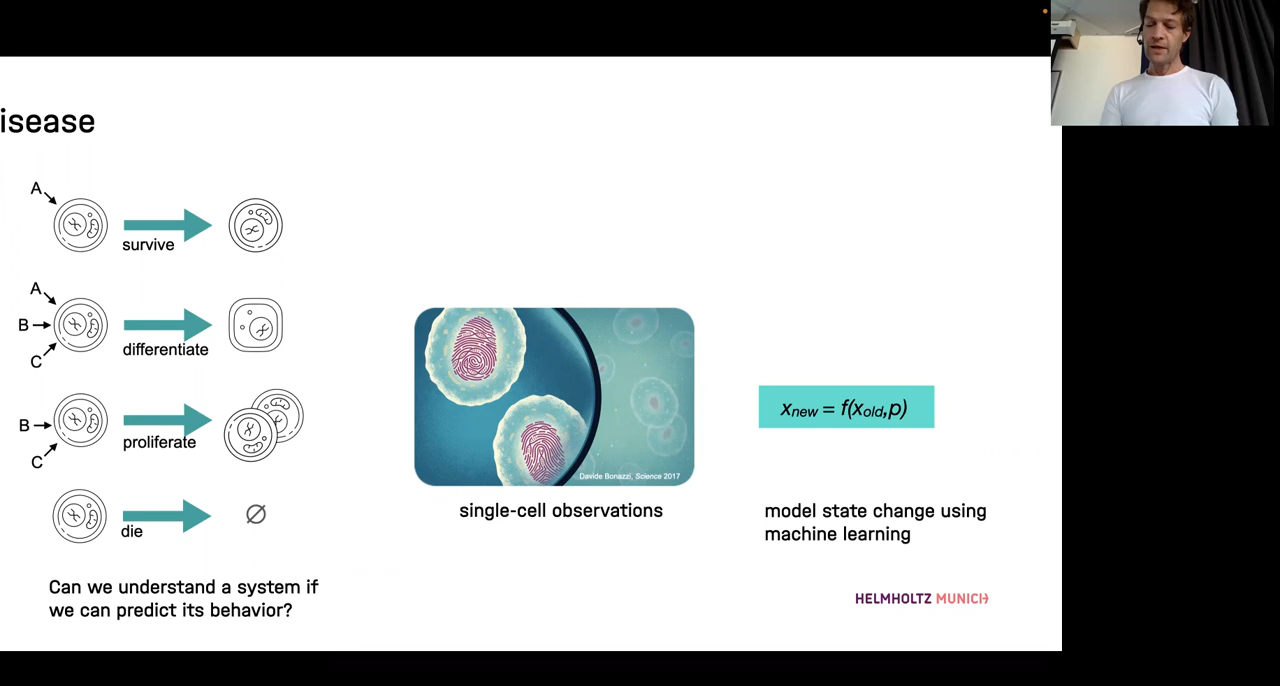 isease
A
survive
A
B
C
differentiate
B
C
proliferate
die
∅
Can we understand a system if
we can predict its behavior?
Davide Bonazzi, Science 2017
single-cell observations
xnew = f(xold,p)
model state change using
machine learning
HELMHOLTZ MUNICH